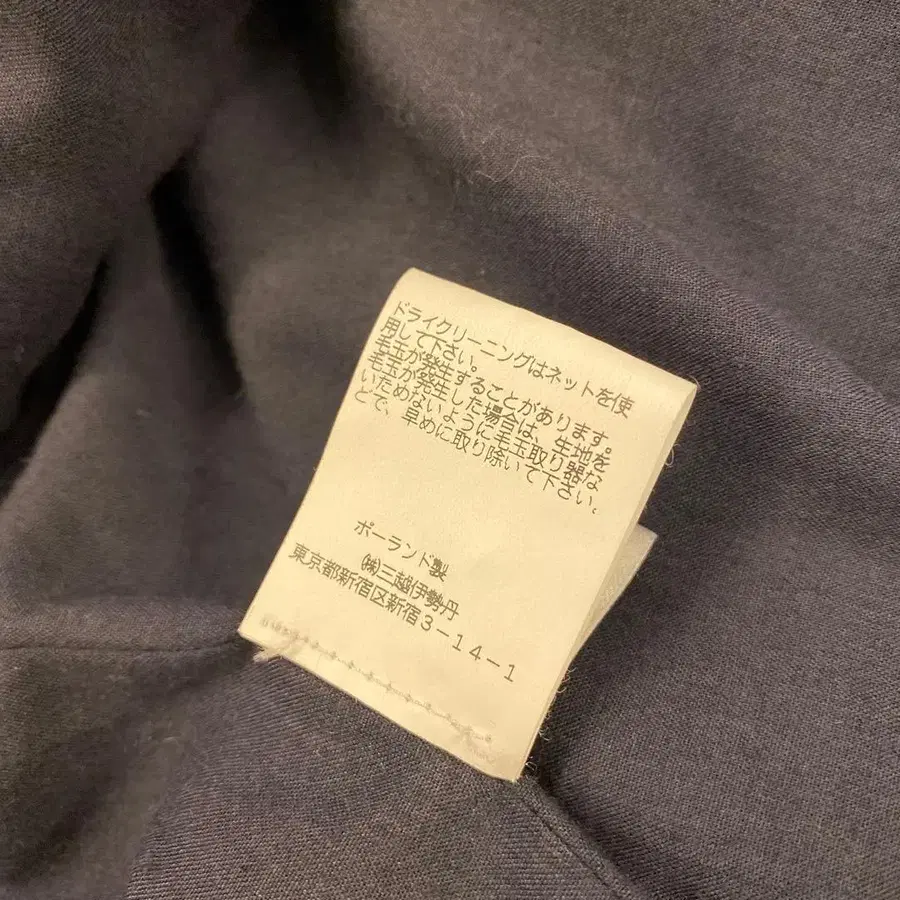 ドライクリーニングはネットを使
用して下さい。
毛玉が発生することがあります。
毛玉が発生した場合は、生地を
いためないように毛玉取り器な
どで、早めに取り除いて下さい。
ポーランド製
㈱三越伊勢丹
東京都新宿区新宿3-14-1